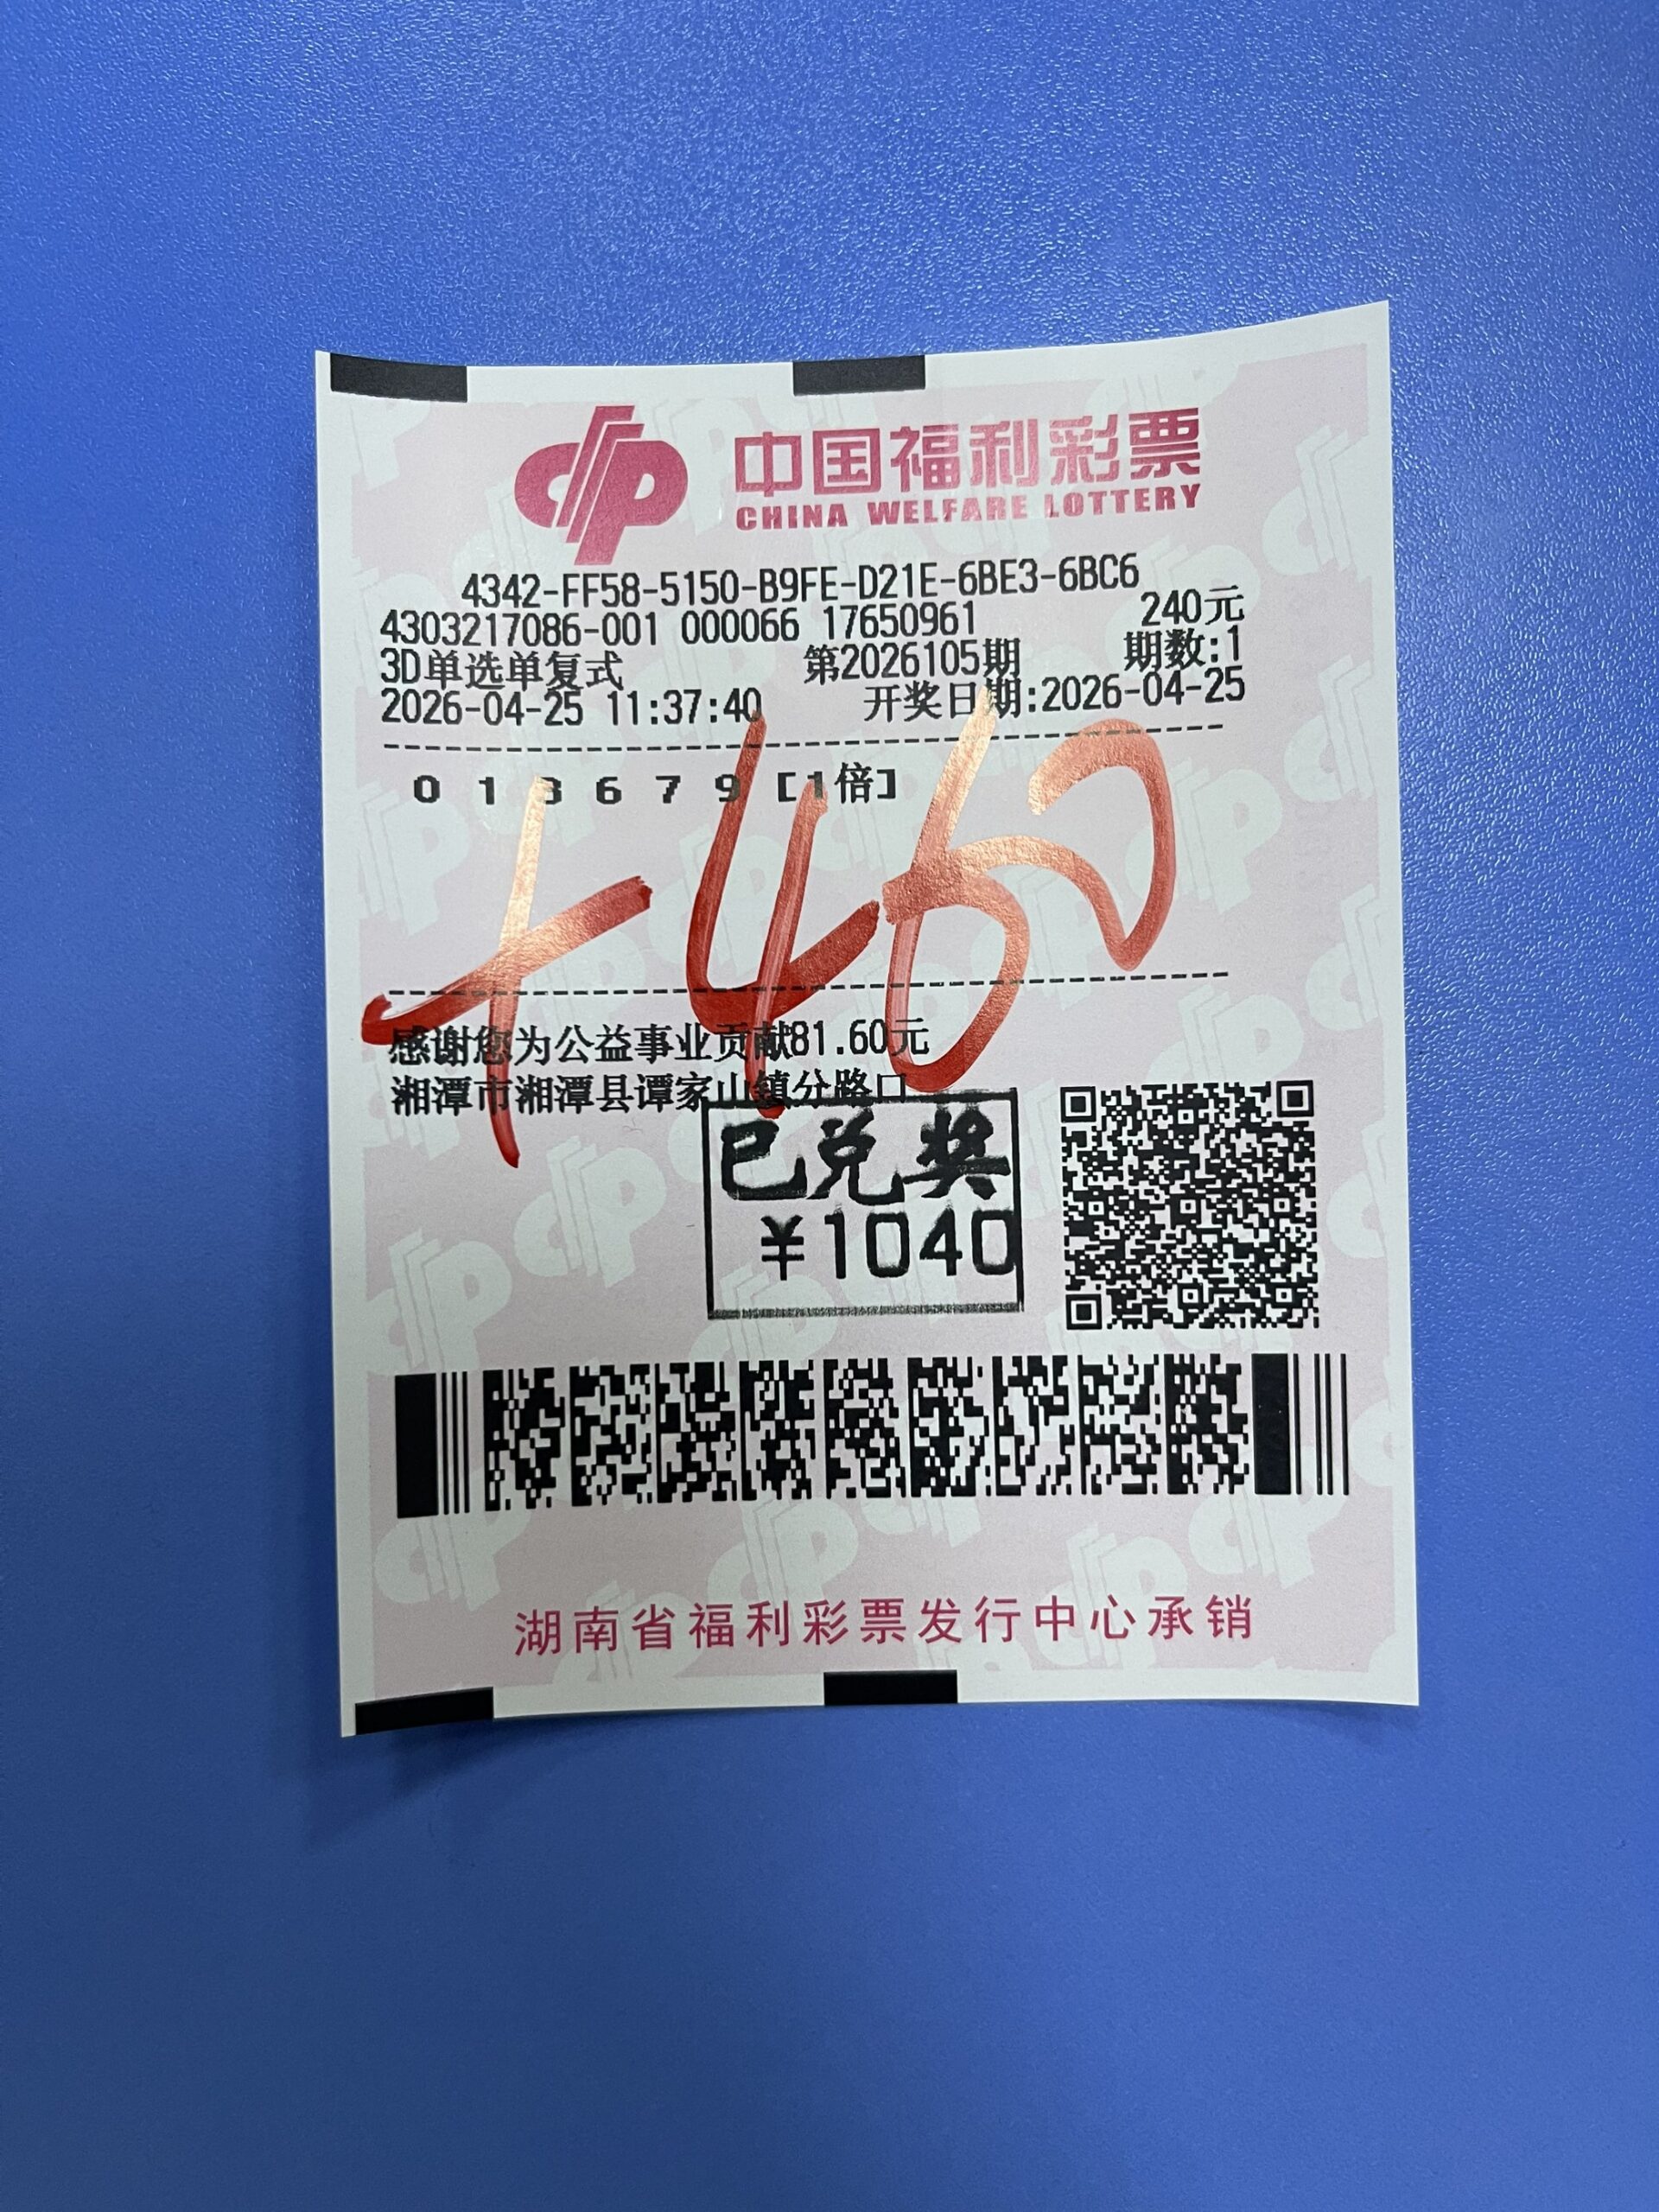 中国福利彩票
CHINA WELFARE LOTTERY
4342-FF58-5150-B9FE-D21E-6BE3-6BC6
4303217086-001 000066 17650961 240元
3D单选单复式 第2026105期 期数:1
2026-04-25 11:37:40 开奖日期:2026-04-25
0 1 3 6 7 9 [1倍]
+460
感谢您为公益事业贡献81.60元
湘潭市湘潭县谭家山镇分路口
已兑奖
¥1040
湖南省福利彩票发行中心承销